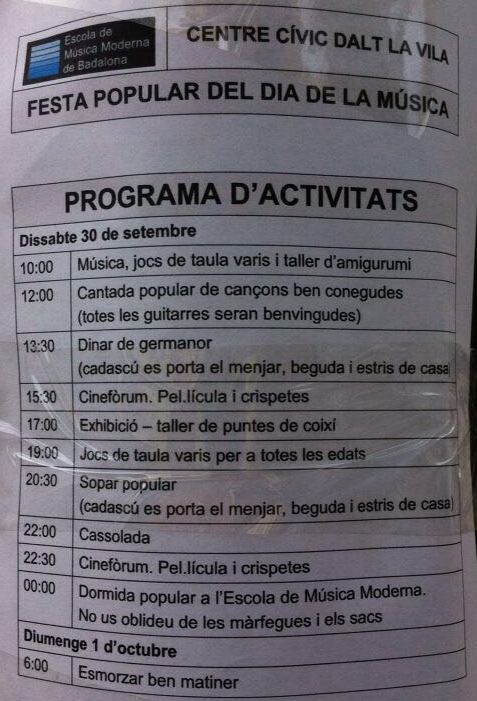 Escola de
Música Moderna
de Badalona
CENTRE CÍVIC DALT LA VILA
FESTA POPULAR DEL DIA DE LA MÚSICA
PROGRAMA D'ACTIVITATS
Dissabte 30 de setembre
10:00 Música, jocs de taula varis i taller d'amigurumi
12:00 Cantada popular de cançons ben conegudes
(totes les guitarres seran benvingudes)
13:30 Dinar de germanor
(cadascú es porta el menjar, beguda i estris de casa
15:30 Cinefòrum. Pel.lícula i crispetes
17:00 Exhibició – taller de puntes de coixí
19:00 Jocs de taula varis per a totes les edats
20:30 Sopar popular
(cadascú es porta el menjar, beguda i estris de casa)
22:00 Cassolada
22:30 Cinefòrum. Pel.lícula i crispetes
00:00 Dormida popular a l'Escola de Música Moderna.
No us oblideu de les màrfegues i els sacs
Diumenge 1 d'octubre
6:00 Esmorzar ben matiner